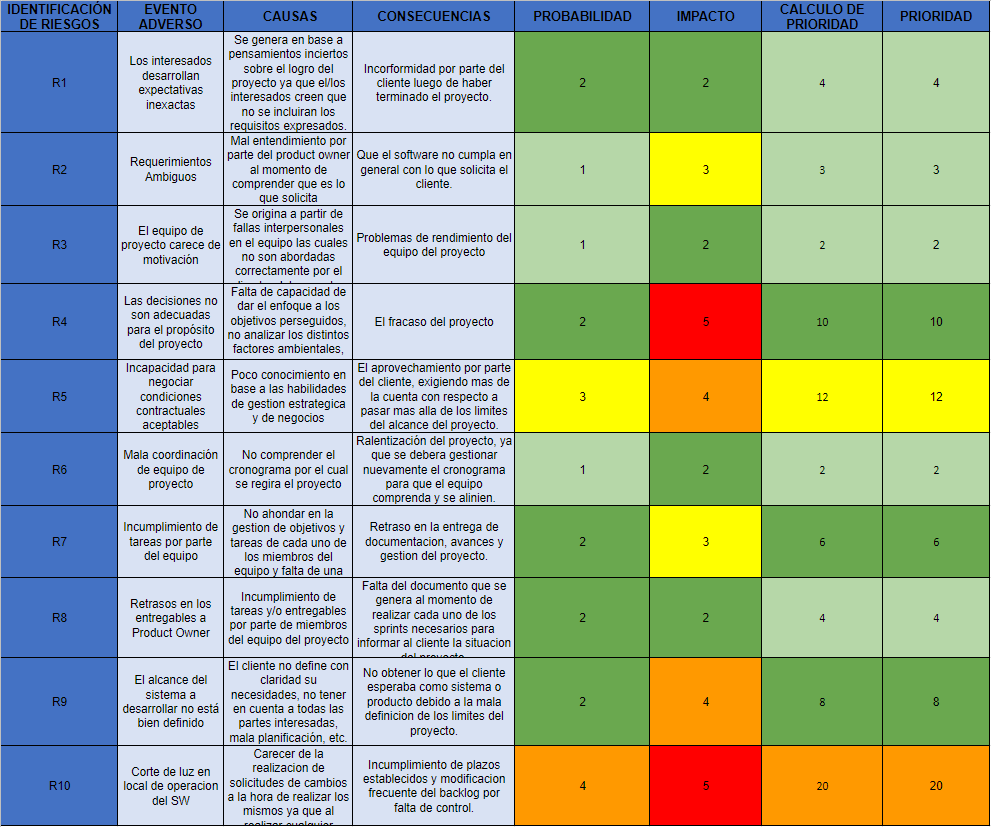 IDENTIFICACIÓN DE RIESGOS
EVENTO ADVERSO
CAUSAS
CONSECUENCIAS
PROBABILIDAD
IMPACTO
CALCULO DE PRIORIDAD
PRIORIDAD
R1
Los interesados
desarrollan
expectativas
inexactas
Se genera en base a
pensamientos inciertos
sobre el logro del
proyecto ya que el/los
interesados creen que
no se incluiran los
requisitos expresados.
Incorformidad por parte del
cliente luego de haber
terminado el proyecto.
2
2
4
4
R2
Requerimientos
Ambiguos
Mal entendimiento por
parte del product owner
al momento de
comprender que es lo
que solicita
Que el software no cumpla en
general con lo que solicita el
cliente.
1
3
3
3
R3
El equipo de
proyecto carece de
motivación
Se origina a partir de
fallas interpersonales
en el equipo las cuales
no son abordadas
correctamente por el
Problemas de rendimiento del
equipo del proyecto
1
2
2
2
R4
Las decisiones no
son adecuadas
para el propósito
del proyecto
Falta de capacidad de
dar el enfoque a los
objetivos perseguidos,
no analizar los distintos
factores ambientales,
El fracaso del proyecto
2
5
10
10
R5
Incapacidad para
negociar
condiciones
contractuales
aceptables
Poco conocimiento en
base a las habilidades
de gestion estrategica
y de negocios
El aprovechamiento por parte
del cliente, exigiendo mas de
la cuenta con respecto a
pasar mas alla de los limites
del alcance del proyecto.
3
4
12
12
R6
Mala coordinación
de equipo de
proyecto
No comprender el
cronograma por el cual
se regira el proyecto
Ralentización del proyecto, ya
que se debera gestionar
nuevamente el cronograma
para que el equipo
comprenda y se alinien.
1
2
2
2
R7
Incumplimiento de
tareas por parte
del equipo
No ahondar en la
gestion de objetivos y
tareas de cada uno de
los miembros del
equipo y falta de una
Retraso en la entrega de
documentacion, avances y
gestion del proyecto.
2
3
6
6
R8
Retrasos en los
entregables a
Product Owner
Incumplimiento de
tareas y/o entregables
por parte de miembros
del equipo del proyecto
Falta del documento que se
genera al momento de
realizar cada uno de los
sprints necesarios para
informar al cliente la situacion
del proyecto.
2
2
4
4
R9
El alcance del
sistema a
desarrollar no está
bien definido
El cliente no define con
claridad su
necesidades, no tener
en cuenta a todas las
partes interesadas,
mala planificación, etc.
No obtener lo que el cliente
esperaba como sistema o
producto debido a la mala
definicion de los limites del
proyecto.
2
4
8
8
R10
Corte de luz en
local de operacion
del SW
Carecer de la
realizacion de
solicitudes de cambios
a la hora de realizar los
mismos ya que al
realizar cualquier
Incumplimiento de plazos
establecidos y modificacion
frecuente del backlog por
falta de control.
4
5
20
20